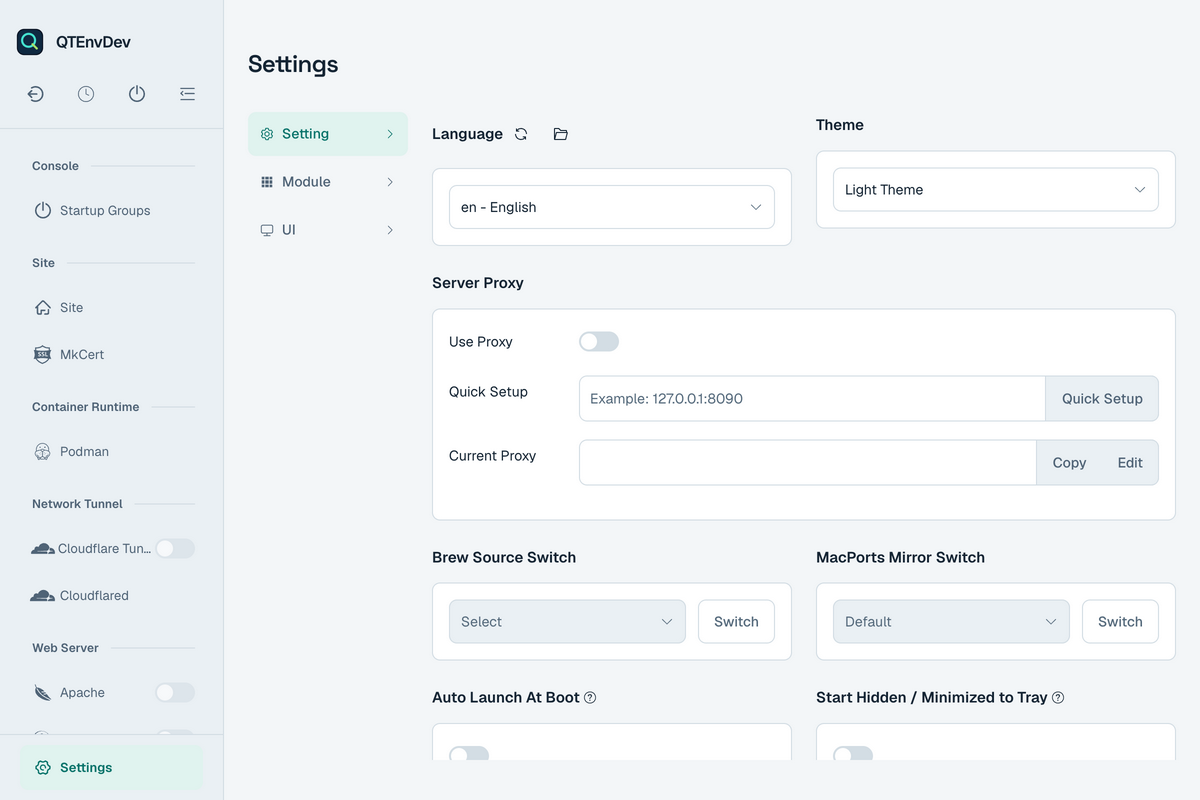 QTEnvDev
Console
Startup Groups
Site
Site
MkCert
Container Runtime
Podman
Network Tunnel
Cloudflare Tun...
Cloudflared
Web Server
Apache
Settings
Settings
Setting
Module
UI
Language
en - English
Theme
Light Theme
Server Proxy
Use Proxy
Quick Setup
Example: 127.0.0.1:8090
Quick Setup
Current Proxy
Copy
Edit
Brew Source Switch
Select
Switch
MacPorts Mirror Switch
Default
Switch
Auto Launch At Boot
Start Hidden / Minimized to Tray